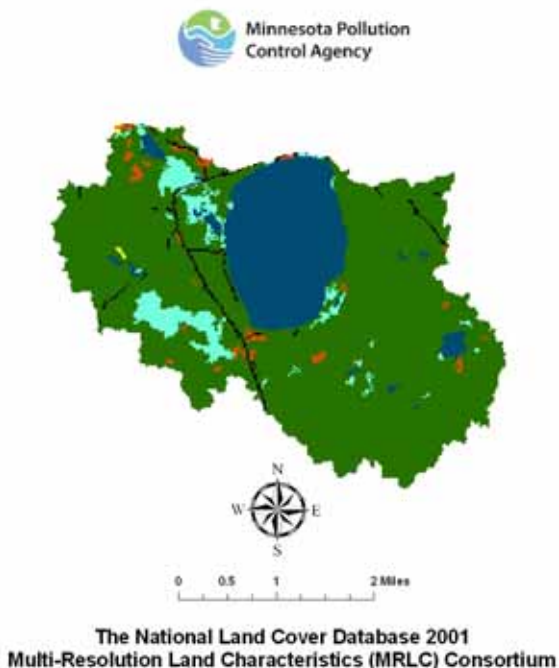 Minnesota Pollution
Control Agency
N
W E
S
0 0.5 1 2 Miles
The National Land Cover Database 2001
Multi-Resolution Land Characteristics (MRLC) Consortium